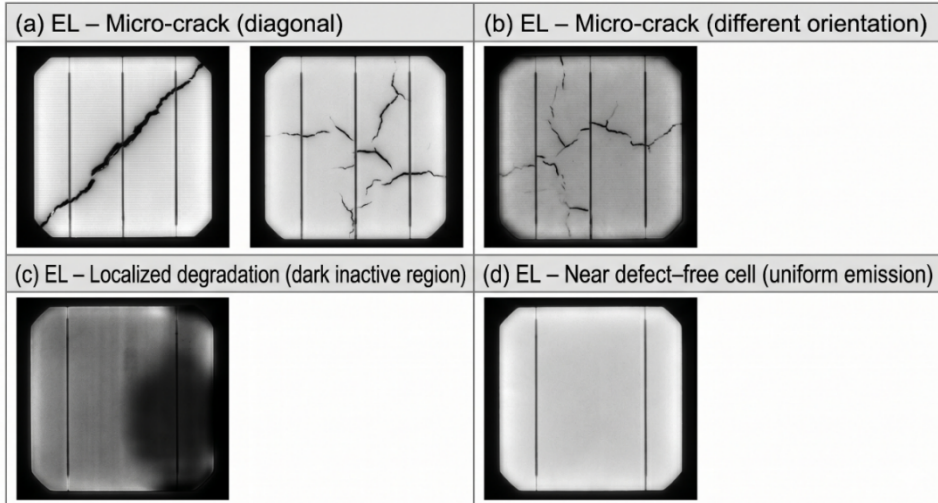 (a) EL – Micro-crack (diagonal)
(b) EL – Micro-crack (different orientation)
(c) EL – Localized degradation (dark inactive region)
(d) EL – Near defect–free cell (uniform emission)